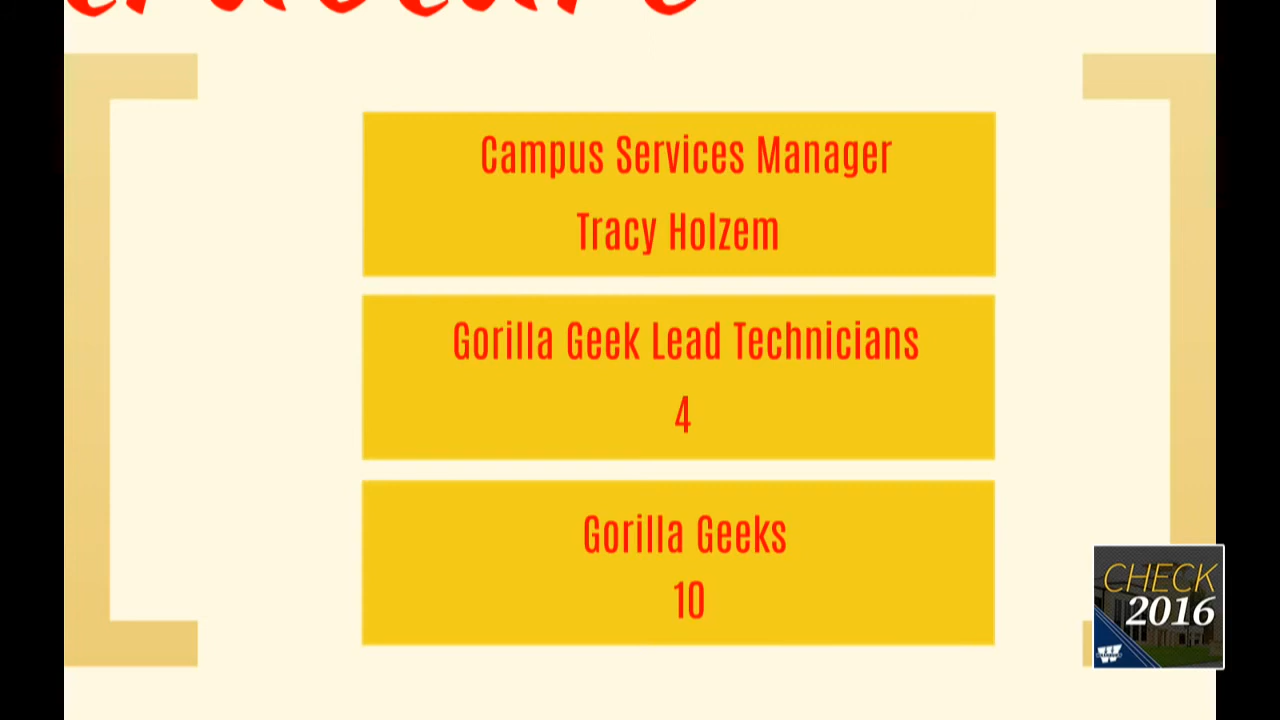 Campus Services Manager
Tracy Holzem
Gorilla Geek Lead Technicians
4
Gorilla Geeks
10
CHECK
2016